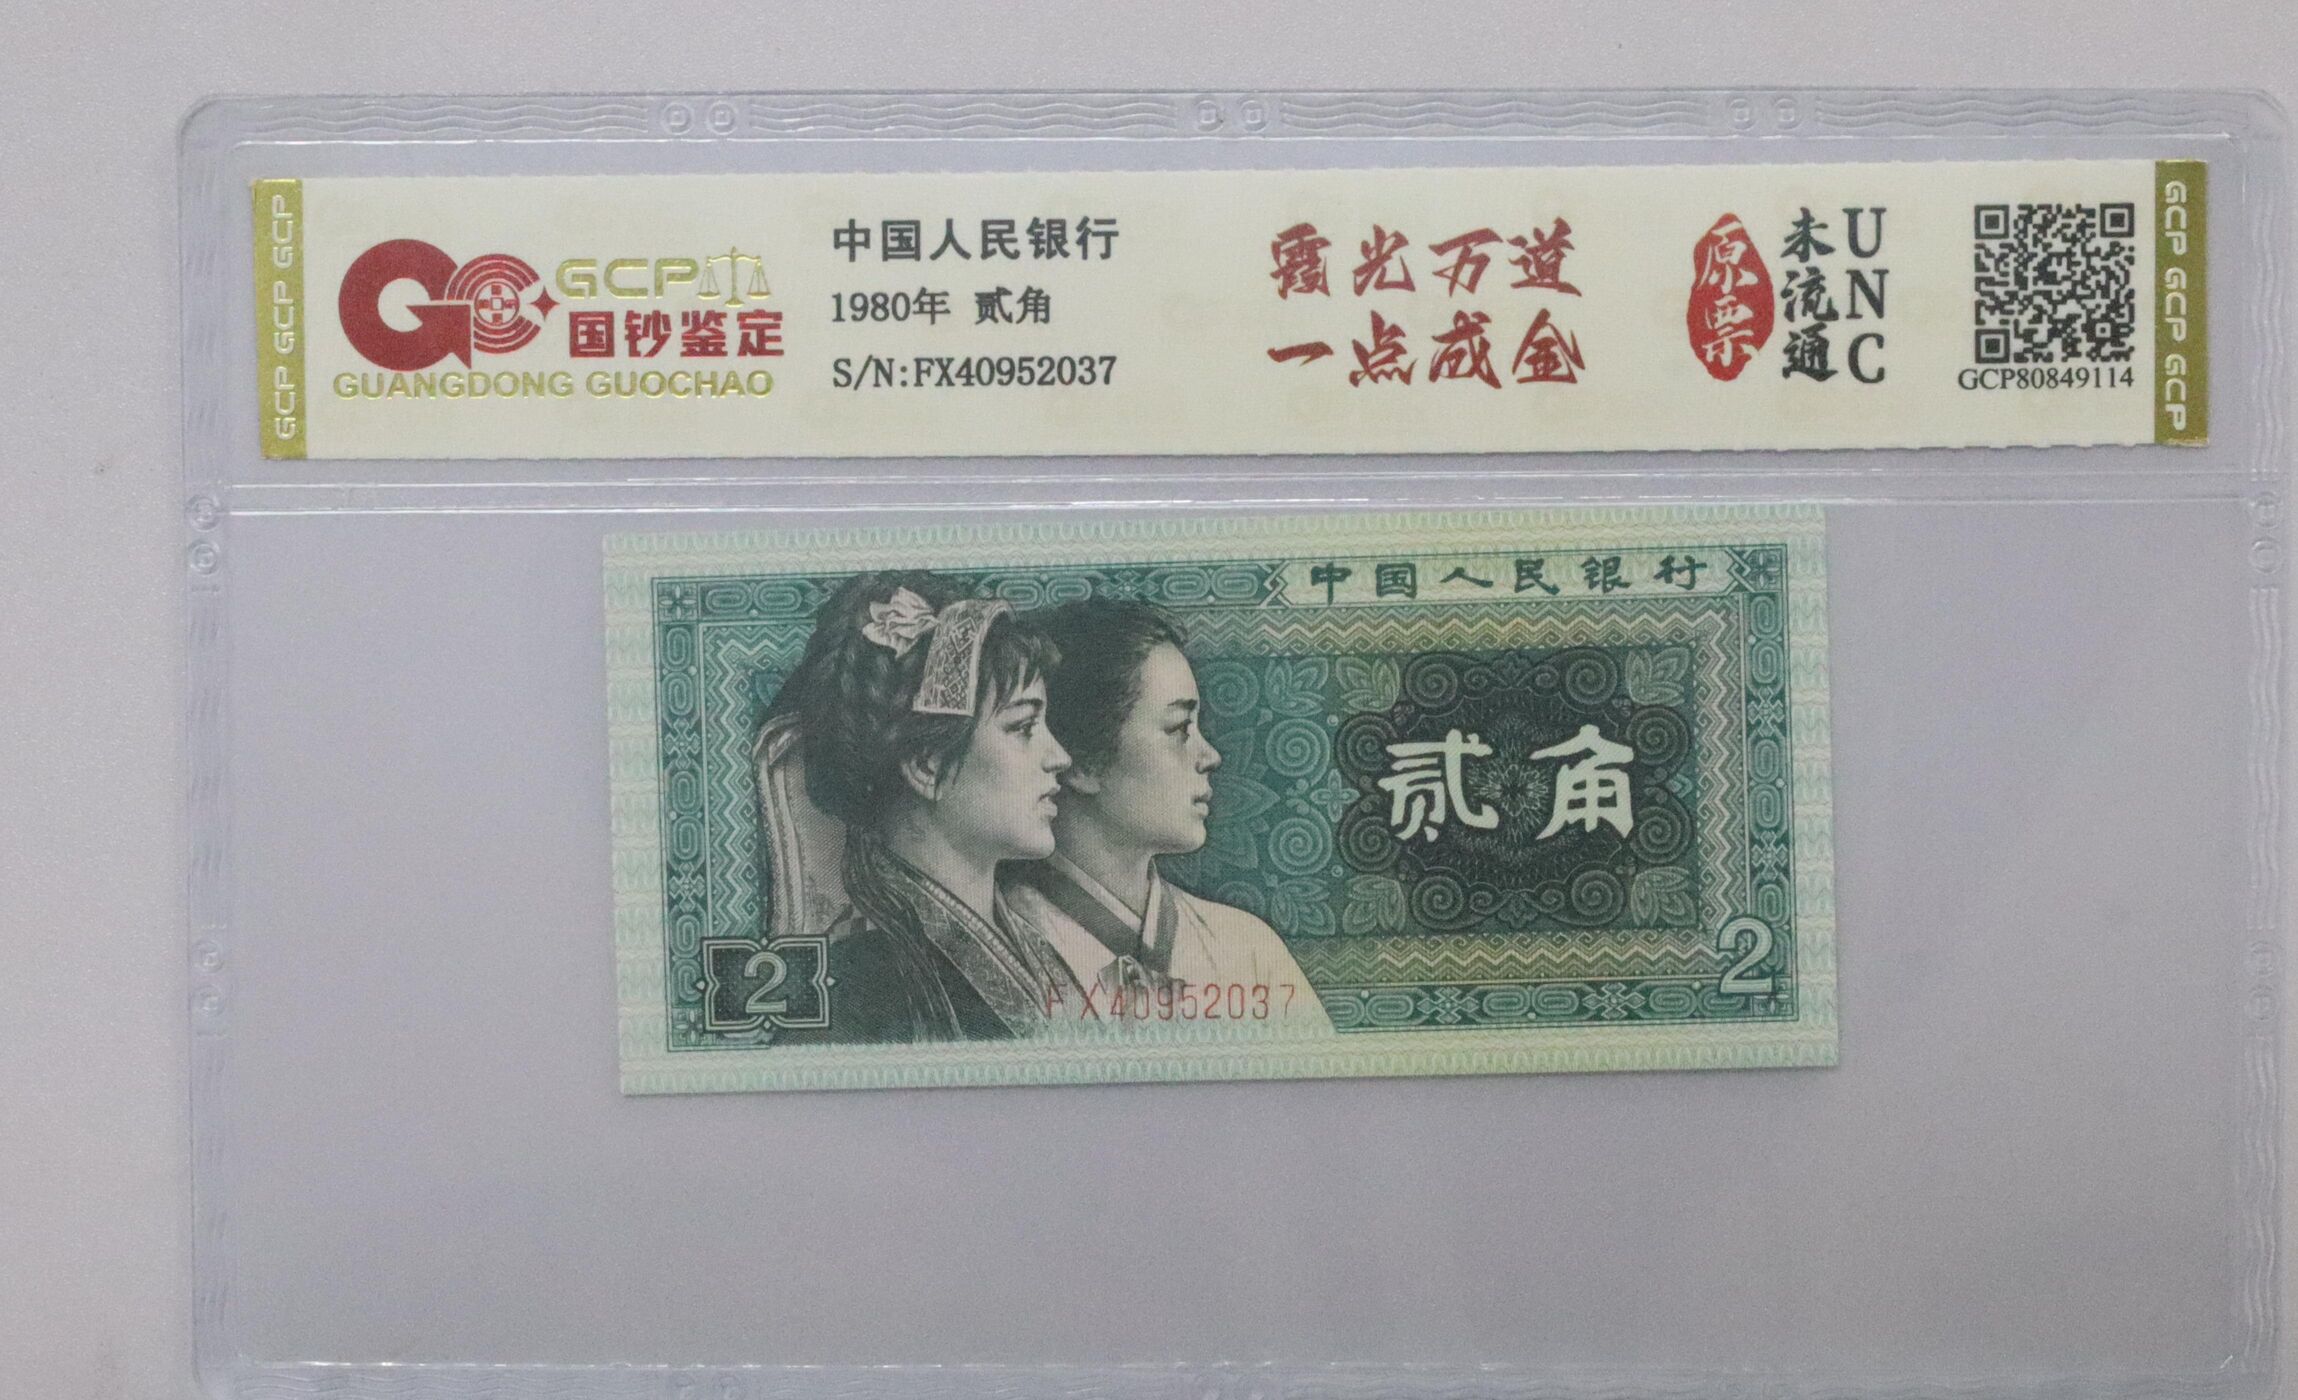 GCP GCP GCP
GCP
国钞鉴定
GUANGDONG GUOCHAO
中国人民银行
1980年 贰角
S/N:FX40952037
霞光万道
一点成金
原票
未流通
UNC
GCP80849114
GCP GCP GCP
中国人民银行
贰角
2
2
FX40952037